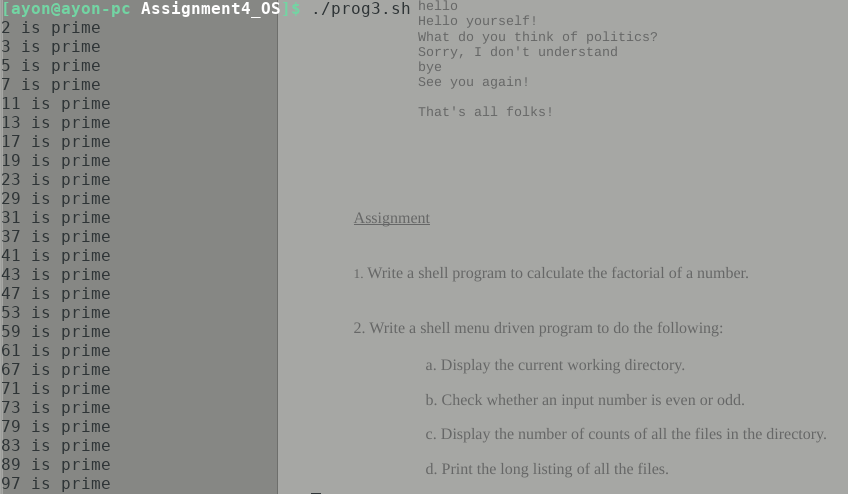 [ayon@ayon-pc Assignment4_OS]$ ./prog3.sh
2 is prime
3 is prime
5 is prime
7 is prime
11 is prime
13 is prime
17 is prime
19 is prime
23 is prime
29 is prime
31 is prime
37 is prime
41 is prime
43 is prime
47 is prime
53 is prime
59 is prime
61 is prime
67 is prime
71 is prime
73 is prime
79 is prime
83 is prime
89 is prime
97 is prime
hello
Hello yourself!
What do you think of politics?
Sorry, I don't understand
bye
See you again!
That's all folks!
Assignment
1. Write a shell program to calculate the factorial of a number.
2. Write a shell menu driven program to do the following:
a. Display the current working directory.
b. Check whether an input number is even or odd.
c. Display the number of counts of all the files in the directory.
d. Print the long listing of all the files.